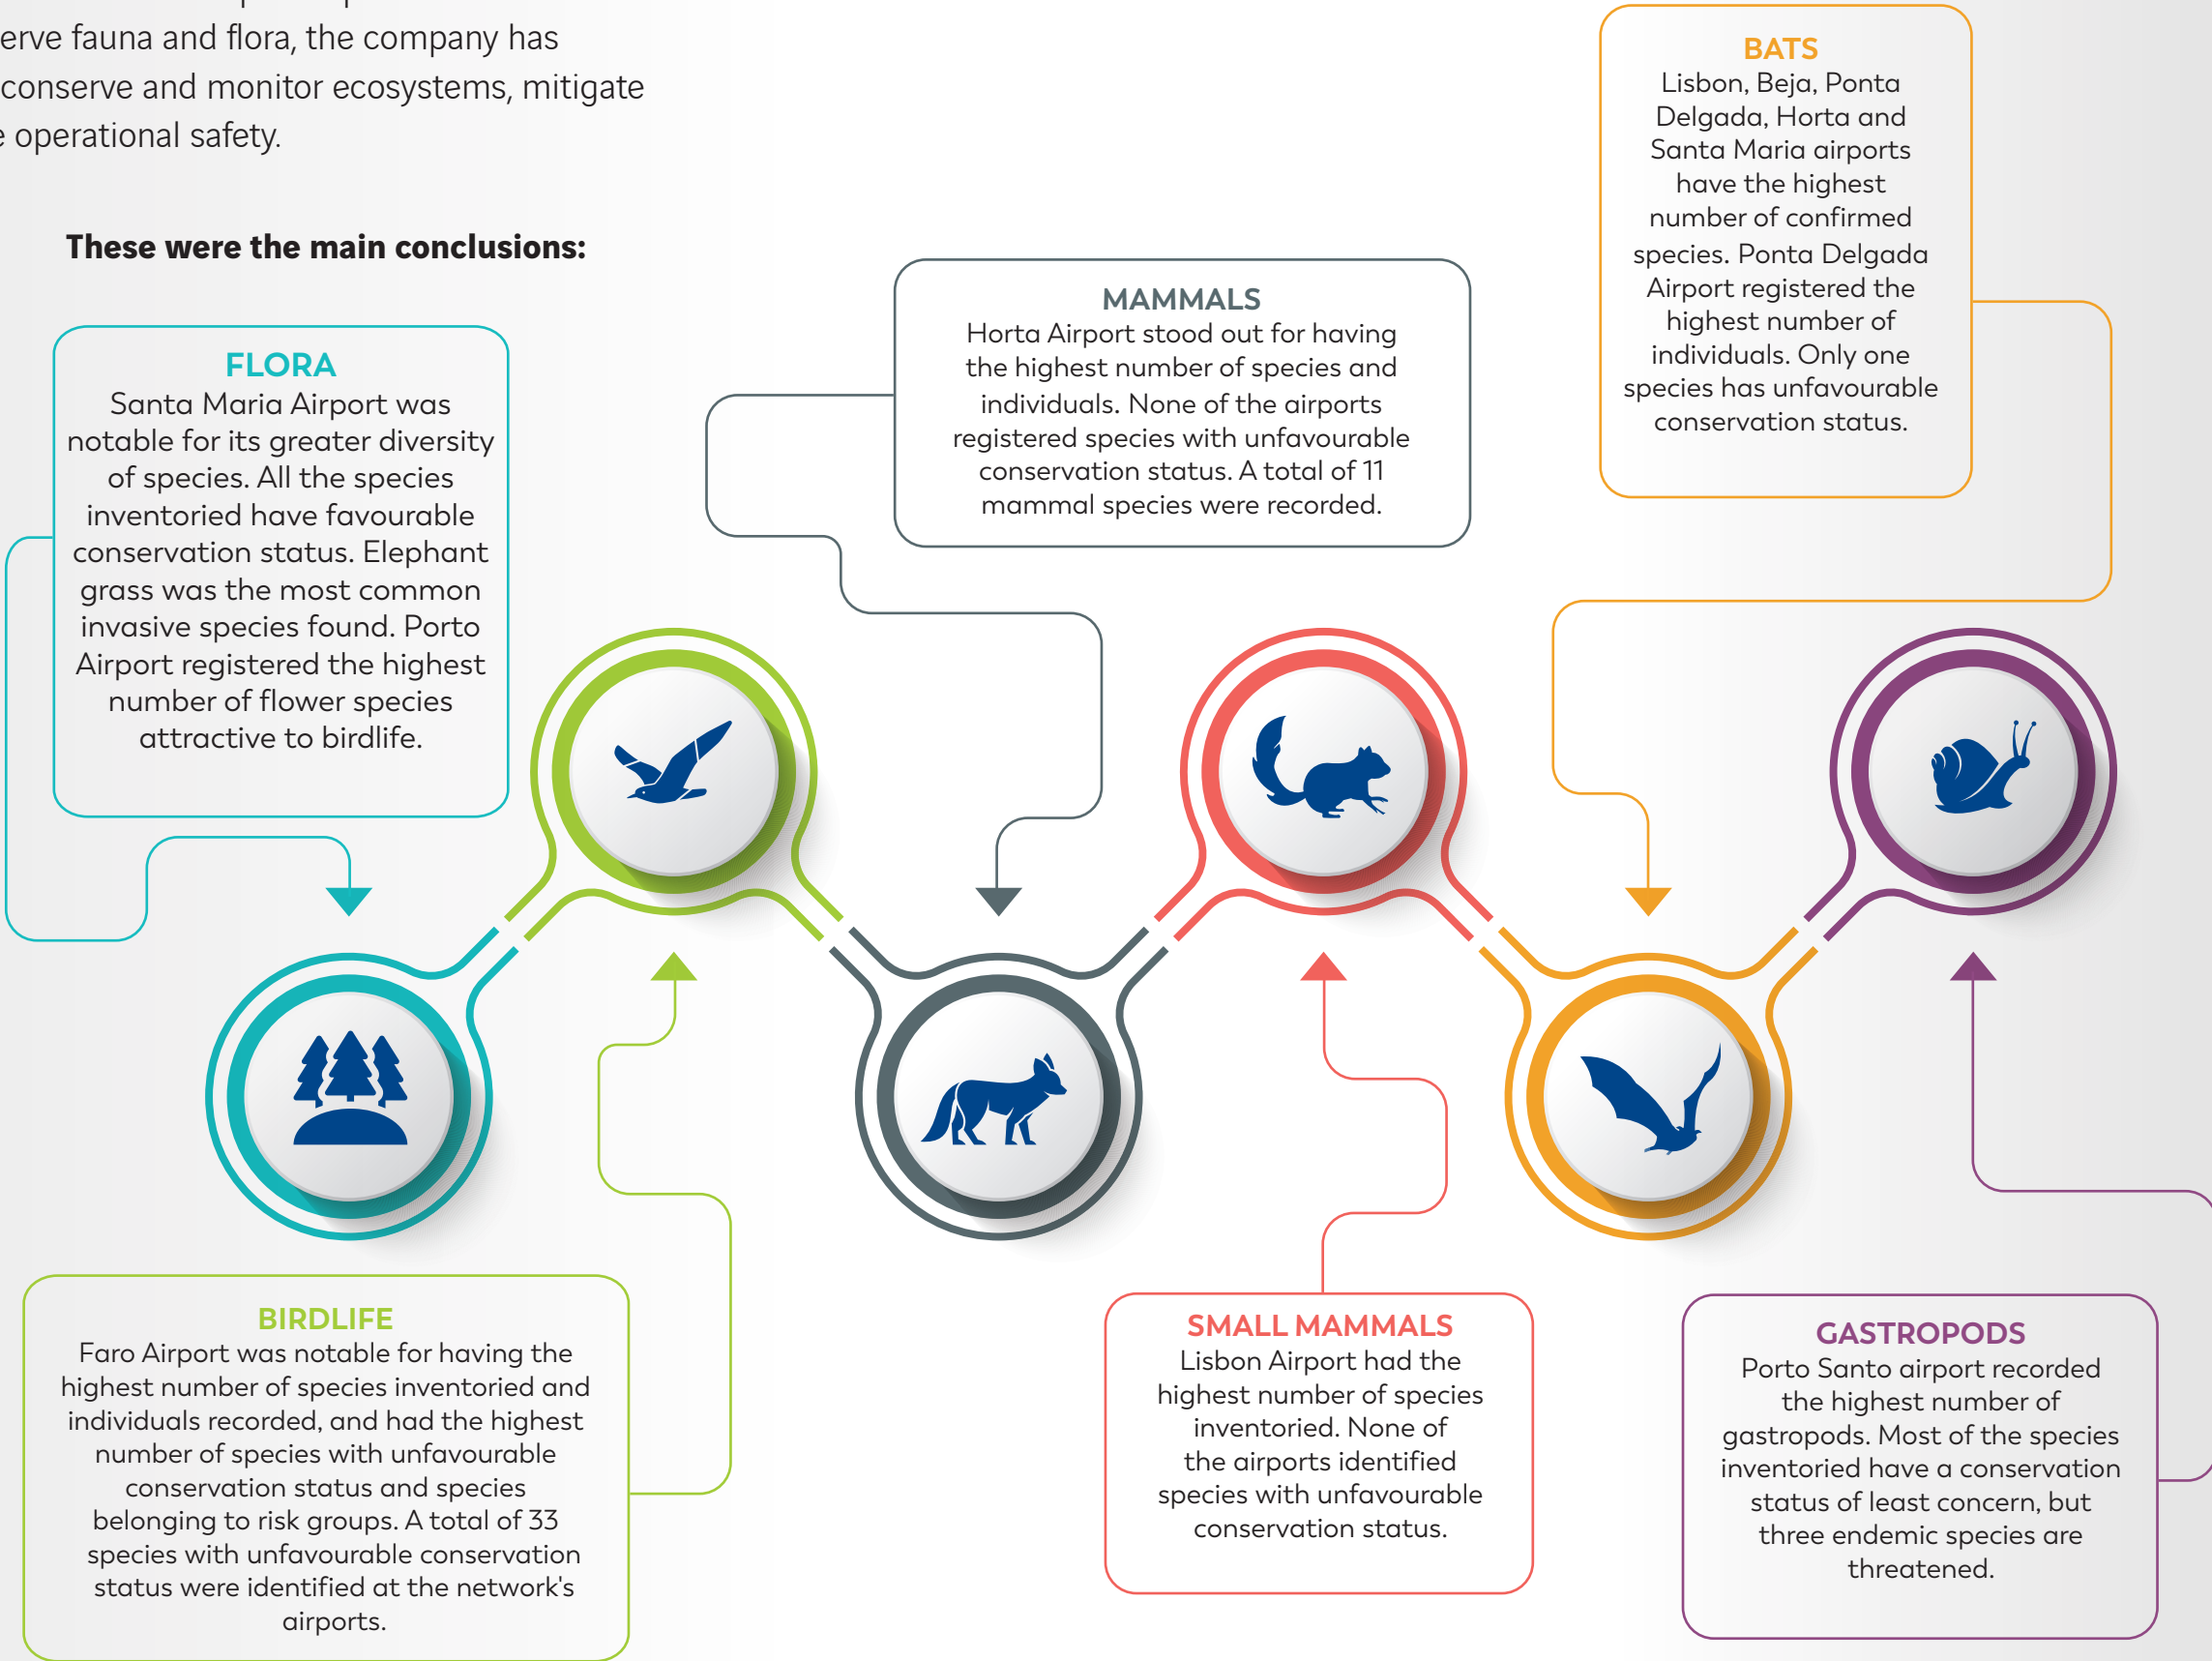 erve fauna and flora, the company has
conserve and monitor ecosystems, mitigate
operational safety.
These were the main conclusions:
FLORA
Santa Maria Airport was
notable for its greater diversity
of species. All the species
inventoried have favourable
conservation status. Elephant
grass was the most common
invasive species found. Porto
Airport registered the highest
number of flower species
attractive to birdlife.
BIRDLIFE
Faro Airport was notable for having the
highest number of species inventoried and
individuals recorded, and had the highest
number of species with unfavourable
conservation status and species
belonging to risk groups. A total of 33
species with unfavourable conservation
status were identified at the network's
airports.
MAMMALS
Horta Airport stood out for having
the highest number of species and
individuals. None of the airports
registered species with unfavourable
conservation status. A total of 11
mammal species were recorded.
SMALL MAMMALS
Lisbon Airport had the
highest number of species
inventoried. None of
the airports identified
species with unfavourable
conservation status.
BATS
Lisbon, Beja, Ponta
Delgada, Horta and
Santa Maria airports
have the highest
number of confirmed
species. Ponta Delgada
Airport registered the
highest number of
individuals. Only one
species has unfavourable
conservation status.
GASTROPODS
Porto Santo airport recorded
the highest number of
gastropods. Most of the species
inventoried have a conservation
status of least concern, but
three endemic species are
threatened.